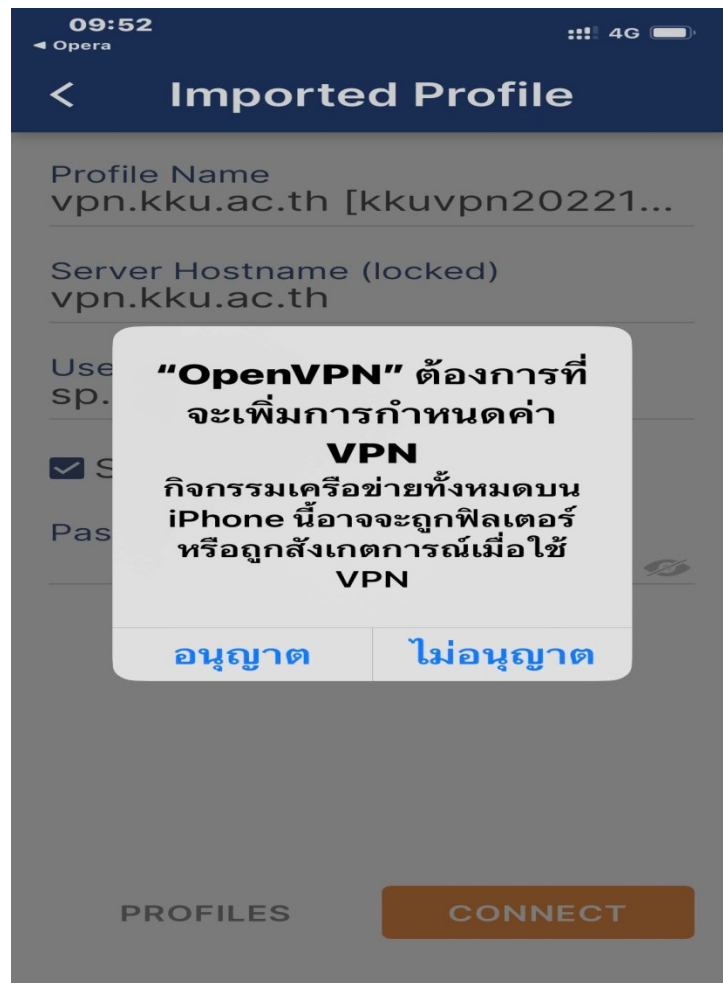 09:52
◄ Opera
4G
< Imported Profile
Profile Name
vpn.kku.ac.th [kkuvpn20221...
Server Hostname (locked)
vpn.kku.ac.th
Use
sp.
S
Pas
“OpenVPN” ต้องการที่
จะเพิ่มการกำหนดค่า
VPN
กิจกรรมเครือข่ายทั้งหมดบน
iPhone นี้อาจจะถูกฟิลเตอร์
หรือถูกสังเกตการณ์เมื่อใช้
VPN
อนุญาต ไม่อนุญาต
PROFILES CONNECT